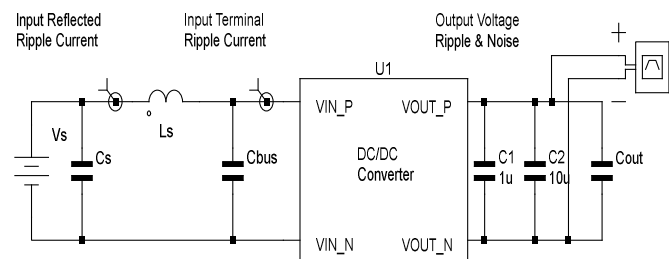 Input Reflected
Ripple Current
Input Terminal
Ripple Current
Output Voltage
Ripple & Noise
+
−
U1
VIN_P
VOUT_P
Vs
Ls
Cs
Cbus
DC/DC
Converter
C1
1u
C2
10u
Cout
VIN_N
VOUT_N